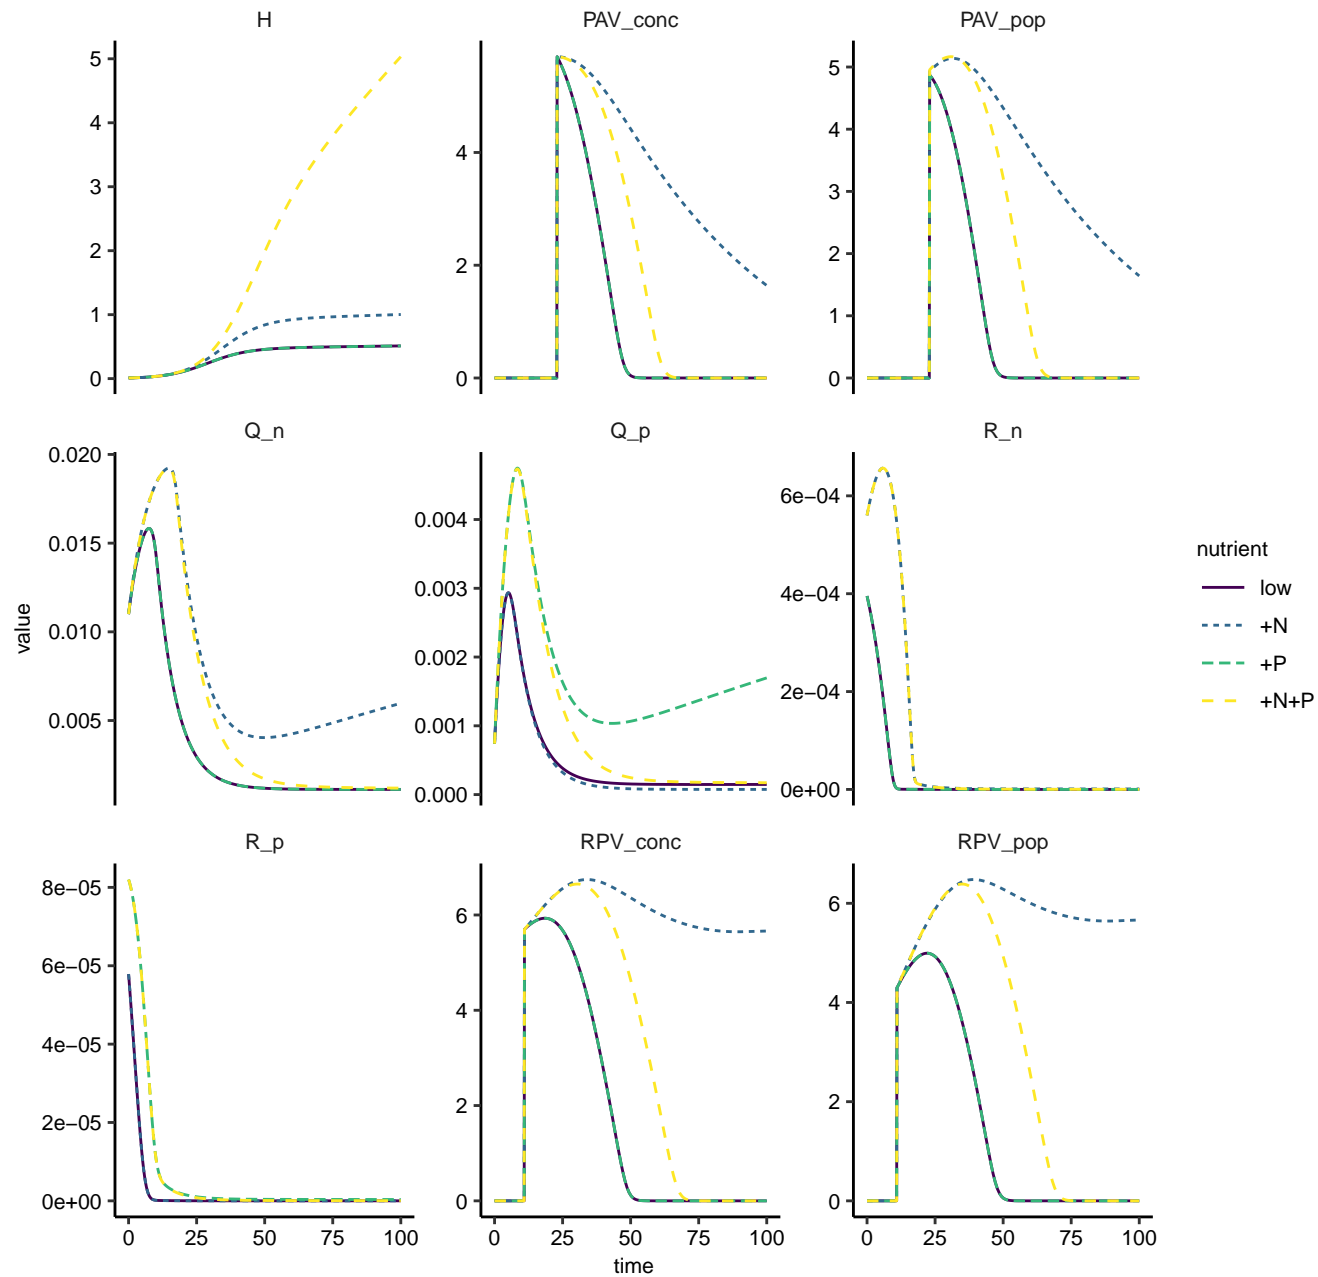 H
PAV_conc
PAV_pop
5
4
3
2
1
0
4
2
0
5
4
3
2
1
0
Q_n
Q_p
R_n
0.020
0.015
0.010
0.005
0.004
0.003
0.002
0.001
0.000
6e−04
4e−04
2e−04
0e+00
R_p
RPV_conc
RPV_pop
8e−05
6e−05
4e−05
2e−05
0e+00
6
4
2
0
6
4
2
0
0 25 50 75 100
0 25 50 75 100
0 25 50 75 100
time
value
nutrient
low
+N
+P
+N+P